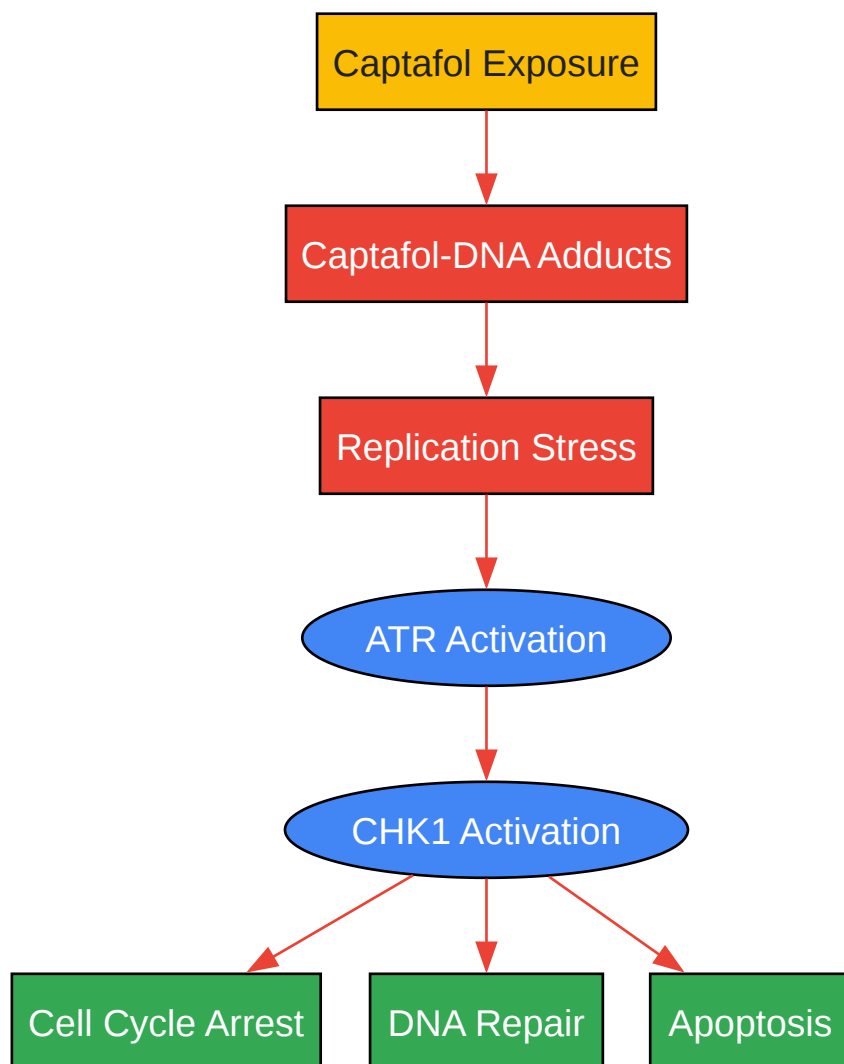 Captafol Exposure
Captafol-DNA Adducts
Replication Stress
ATR Activation
CHK1 Activation
Cell Cycle Arrest
DNA Repair
Apoptosis